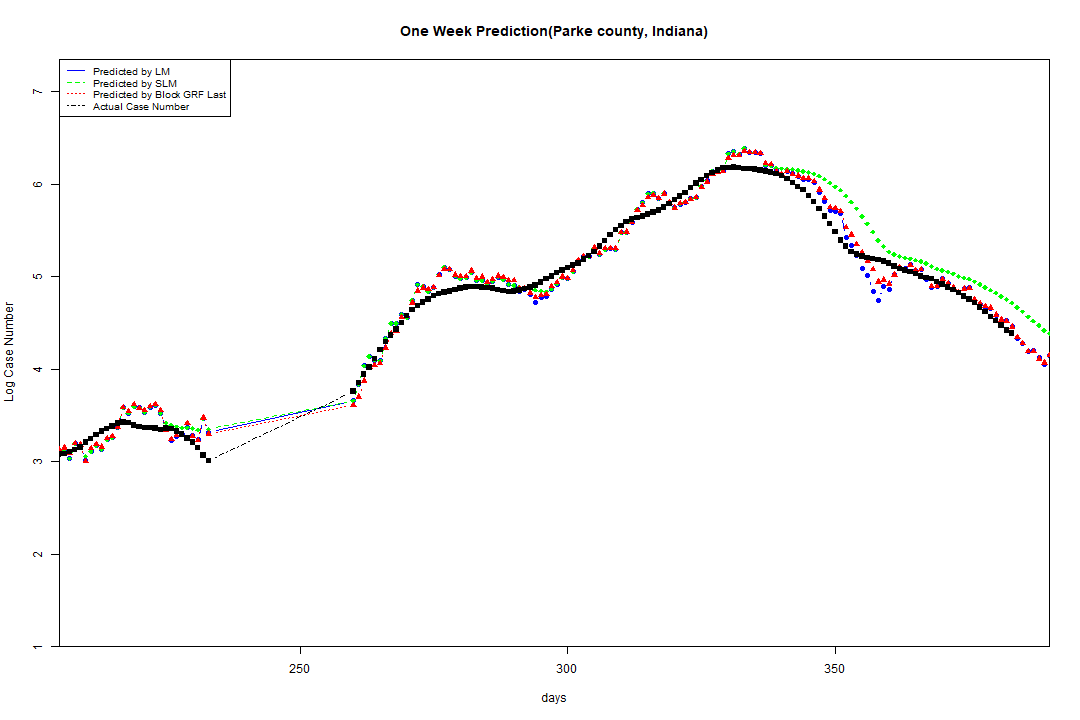 One Week Prediction(Parke county, Indiana)
Predicted by LM
Predicted by SLM
Predicted by Block GRF Last
Actual Case Number
7
6
5
4
3
2
1
Log Case Number
250 300 350
days